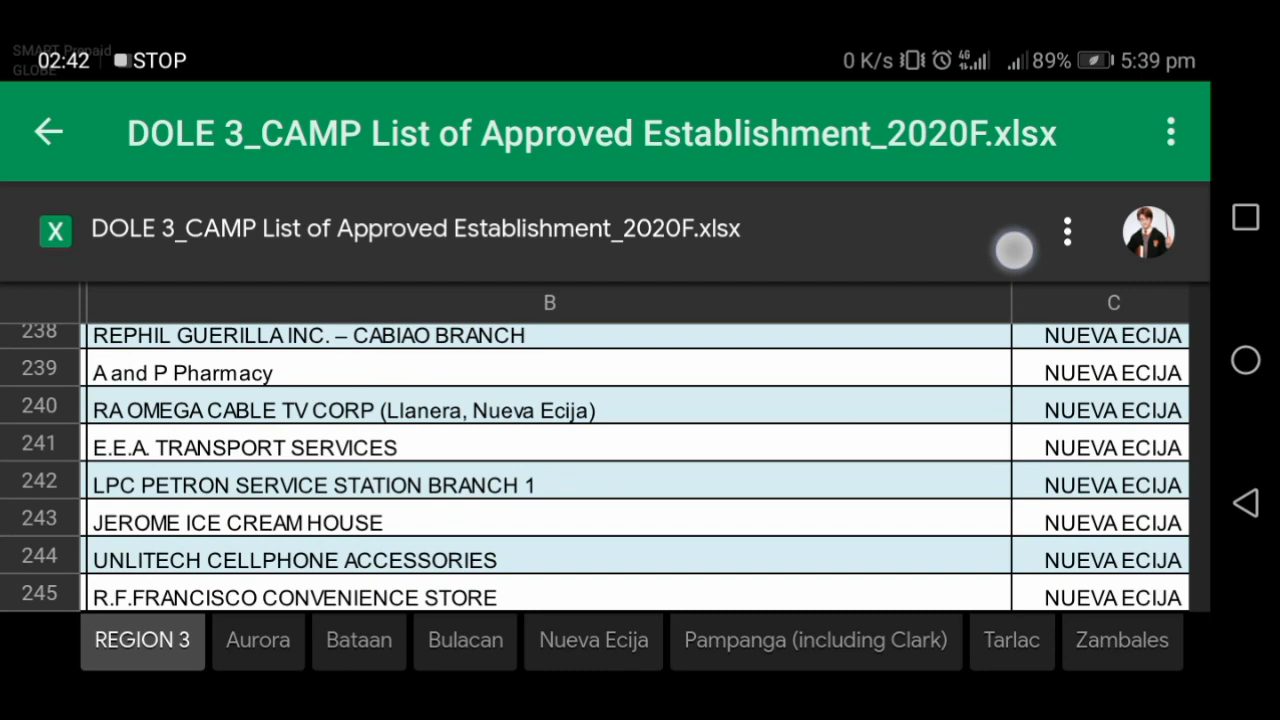 SMART Prepaid
GLOBE
02:42 STOP 0 K/s 4G 89% 5:39 pm
DOLE 3_CAMP List of Approved Establishment_2020F.xlsx
X DOLE 3_CAMP List of Approved Establishment_2020F.xlsx
B C
238 REPHIL GUERILLA INC. – CABIAO BRANCH NUEVA ECIJA
239 A and P Pharmacy NUEVA ECIJA
240 RA OMEGA CABLE TV CORP (Llanera, Nueva Ecija) NUEVA ECIJA
241 E.E.A. TRANSPORT SERVICES NUEVA ECIJA
242 LPC PETRON SERVICE STATION BRANCH 1 NUEVA ECIJA
243 JEROME ICE CREAM HOUSE NUEVA ECIJA
244 UNLITECH CELLPHONE ACCESSORIES NUEVA ECIJA
245 R.F.FRANCISCO CONVENIENCE STORE NUEVA ECIJA
REGION 3 Aurora Bataan Bulacan Nueva Ecija Pampanga (including Clark) Tarlac Zambales